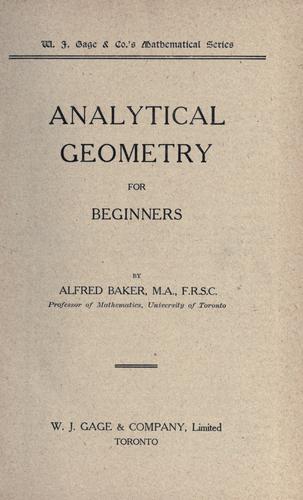 W. J. Gage & Co.'s Mathematical Series
ANALYTICAL
GEOMETRY
FOR
BEGINNERS
BY
ALFRED BAKER, M.A., F.R.S.C.
Professor of Mathematics, University of Toronto
W. J. GAGE & COMPANY, Limited
TORONTO